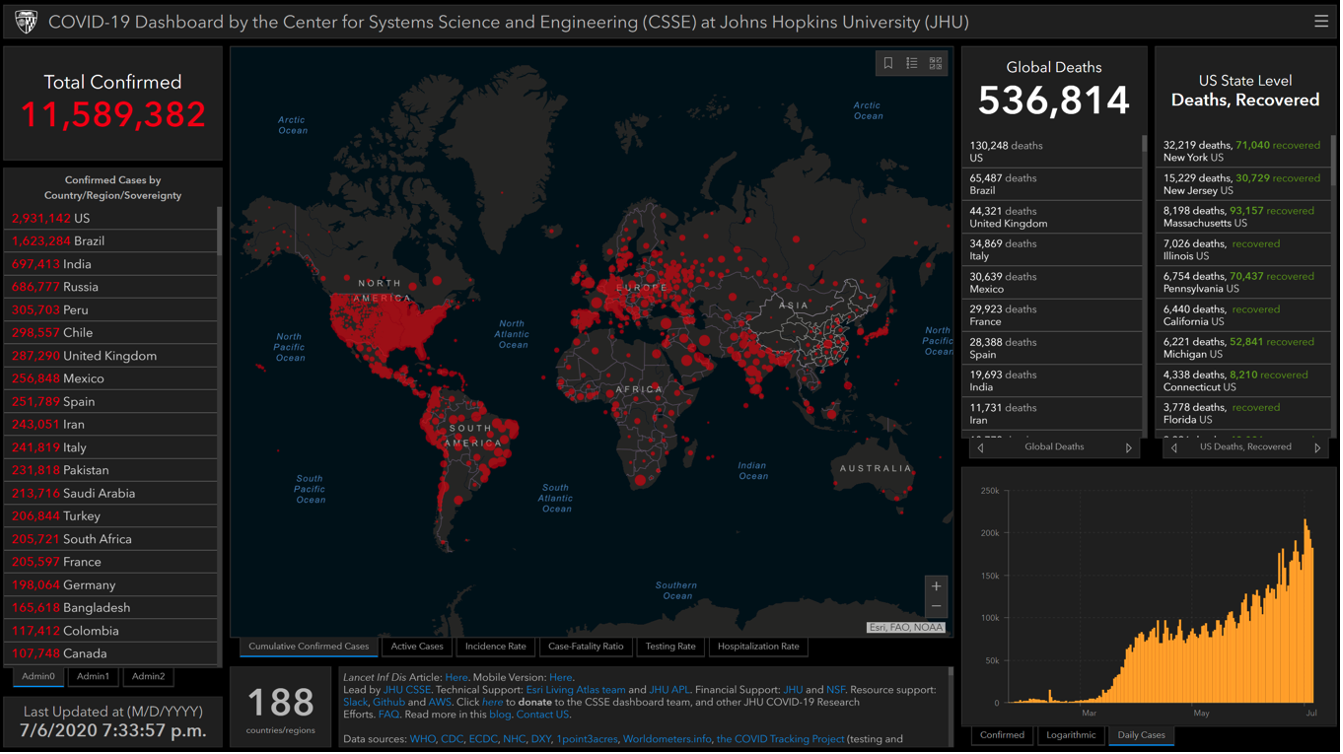 COVID-19 Dashboard by the Center for Systems Science and Engineering (CSSE) at Johns Hopkins University (JHU)
Total Confirmed
11,589,382
Confirmed Cases by
Country/Region/Sovereignty
2,931,142 US
1,623,284 Brazil
697,413 India
686,777 Russia
305,703 Peru
298,557 Chile
287,290 United Kingdom
256,848 Mexico
251,789 Spain
243,051 Iran
241,819 Italy
231,818 Pakistan
213,716 Saudi Arabia
206,844 Turkey
205,721 South Africa
205,597 France
198,064 Germany
165,618 Bangladesh
117,412 Colombia
107,748 Canada
Admin0
Admin1
Admin2
Last Updated at (M/D/YYYY)
7/6/2020 7:33:57 p.m.
Arctic
Ocean
Arctic
Ocean
NORTH
AMERICA
EUROPE
ASIA
North
Pacific
Ocean
North
Atlantic
Ocean
North
Pacific
Ocean
AFRICA
SOUTH
AMERICA
AUSTRALIA
South
Pacific
Ocean
South
Atlantic
Ocean
Indian
Ocean
Southern
Ocean
+
−
Esri, FAO, NOAA
Cumulative Confirmed Cases
Active Cases
Incidence Rate
Case-Fatality Ratio
Testing Rate
Hospitalization Rate
188
countries/regions
Lancet Inf Dis Article: Here. Mobile Version: Here.
Lead by JHU CSSE. Technical Support: Esri Living Atlas team and JHU APL. Financial Support: JHU and NSF. Resource support:
Slack, Github and AWS. Click here to donate to the CSSE dashboard team, and other JHU COVID-19 Research
Efforts. FAQ. Read more in this blog. Contact US.
Data sources: WHO, CDC, ECDC, NHC, DXY, 1point3acres, Worldometers.info, the COVID Tracking Project (testing and
Global Deaths
536,814
130,248 deaths
US
65,487 deaths
Brazil
44,321 deaths
United Kingdom
34,869 deaths
Italy
30,639 deaths
Mexico
29,923 deaths
France
28,388 deaths
Spain
19,693 deaths
India
11,731 deaths
Iran
Global Deaths
US State Level
Deaths, Recovered
32,219 deaths, 71,040 recovered
New York US
15,229 deaths, 30,729 recovered
New Jersey US
8,198 deaths, 93,157 recovered
Massachusetts US
7,026 deaths, recovered
Illinois US
6,754 deaths, 70,437 recovered
Pennsylvania US
6,440 deaths, recovered
California US
6,221 deaths, 52,841 recovered
Michigan US
4,338 deaths, 8,210 recovered
Connecticut US
3,778 deaths, recovered
Florida US
US Deaths, Recovered
250k
200k
150k
100k
50k
0
Mar
May
Jul
Confirmed
Logarithmic
Daily Cases